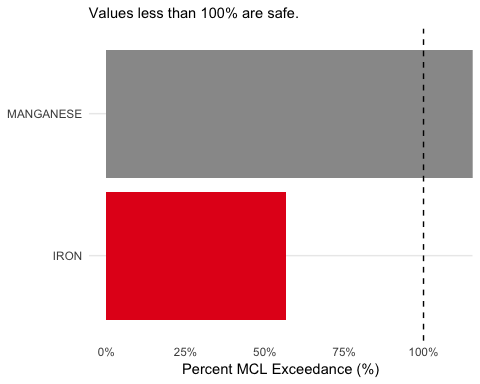 Values less than 100% are safe.
MANGANESE
IRON
0% 25% 50% 75% 100%
Percent MCL Exceedance (%)